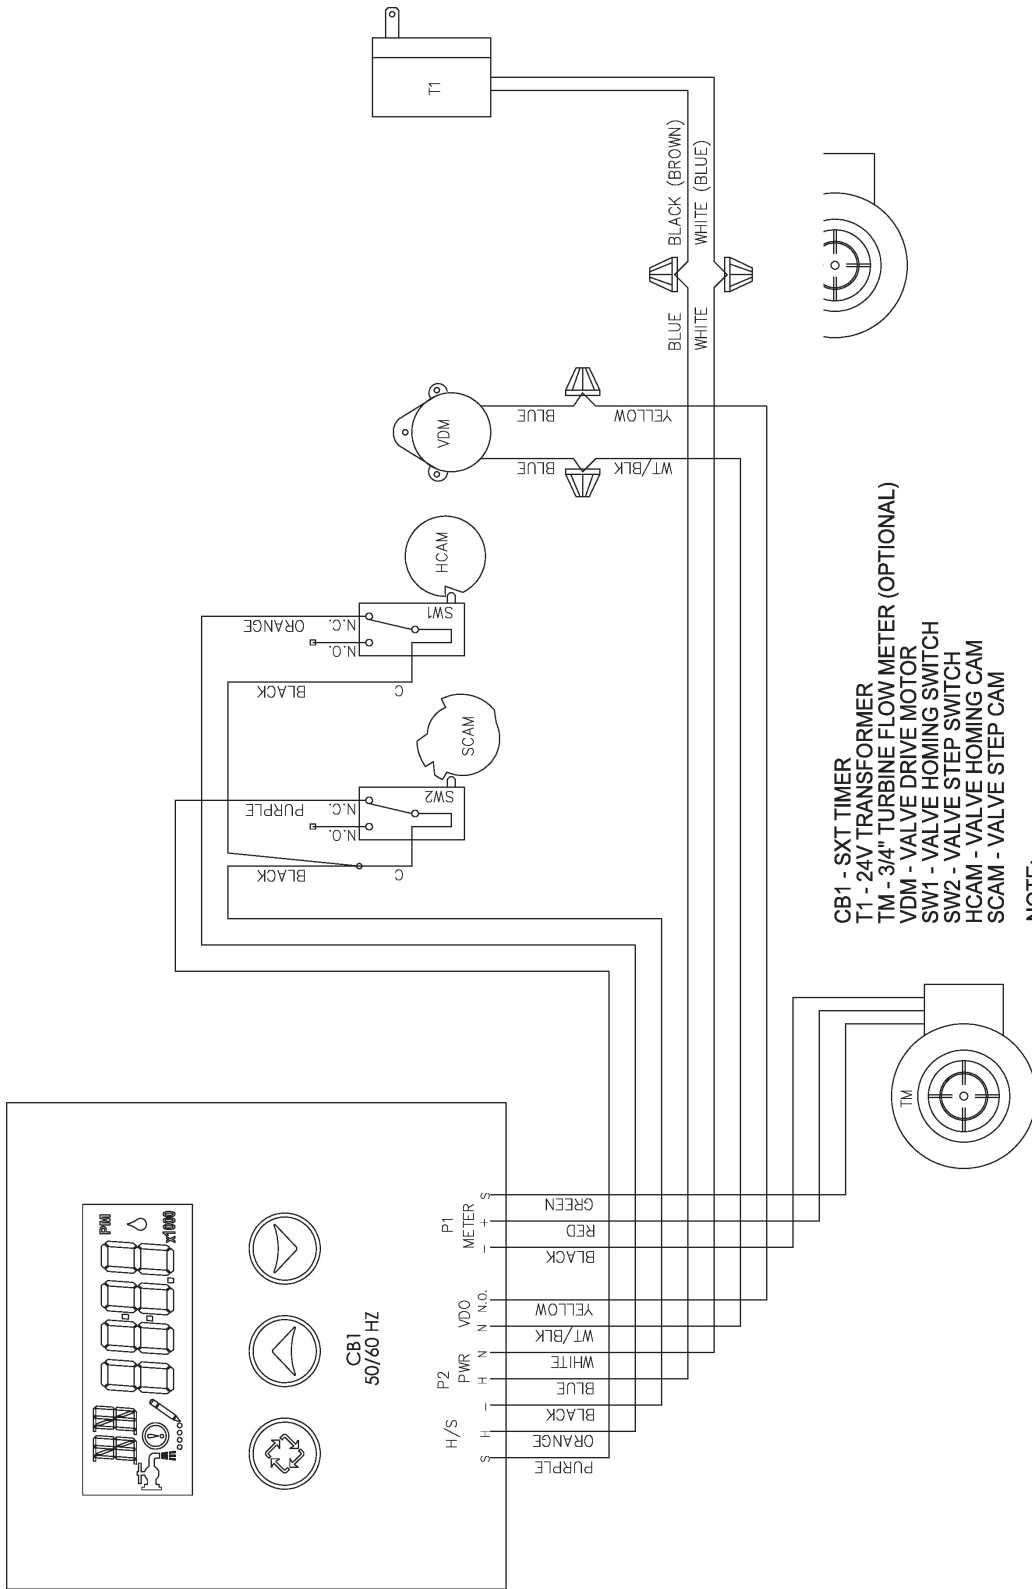 T1
BLACK (BROWN)
WHITE (BLUE)
BLUE
WHITE
VDM
BLUE
YELLOW
BLUE
WT/BLK
HCAM
SW1
ORANGE
N.C.
N.O.
BLACK
C
SCAM
SW2
PURPLE
N.C.
N.O.
BLACK
C
PM
x1000
CB1
50/60 HZ
P1
METER
S
+
-
GREEN
RED
BLACK
VDO
N.O.
N
YELLOW
WT/BLK
P2
PWR
N
H
WHITE
BLUE
H/S
-
H
S
BLACK
ORANGE
PURPLE
TM
CB1 - SXT TIMER
T1 - 24V TRANSFORMER
TM - 3/4" TURBINE FLOW METER (OPTIONAL)
VDM - VALVE DRIVE MOTOR
SW1 - VALVE HOMING SWITCH
SW2 - VALVE STEP SWITCH
HCAM - VALVE HOMING CAM
SCAM - VALVE STEP CAM
NOTE: